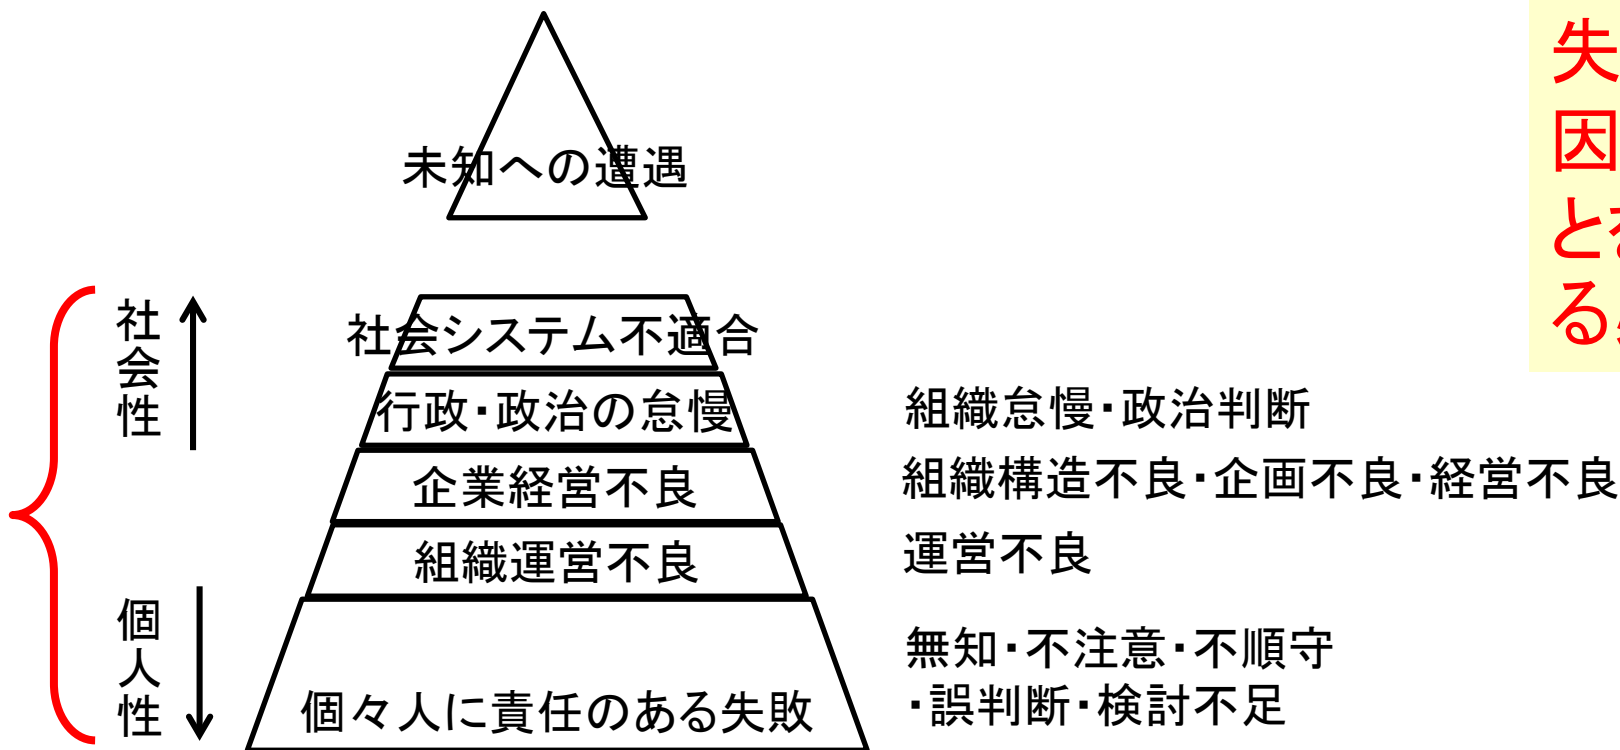 未知への遭遇
社会性
社会システム不適合
行政・政治の怠慢
組織怠慢・政治判断
企業経営不良
組織構造不良・企画不良・経営不良
組織運営不良
運営不良
個人性
個々人に責任のある失敗
無知・不注意・不順守
・誤判断・検討不足
失
因
と
る